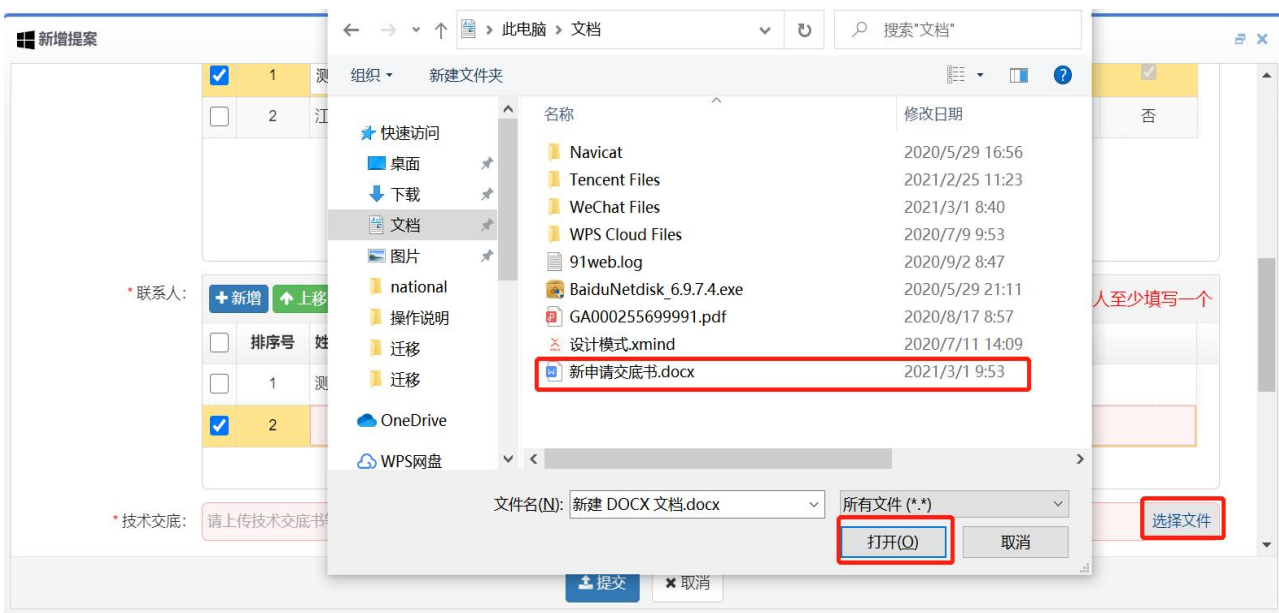 新增提案
此电脑 文档
搜索"文档"
组织 新建文件夹
快速访问
桌面
下载
文档
图片
national
操作说明
迁移
迁移
OneDrive
WPS网盘
名称 修改日期
Navicat 2020/5/29 16:56
Tencent Files 2021/2/25 11:23
WeChat Files 2021/3/1 8:40
WPS Cloud Files 2020/7/9 9:53
91web.log 2020/9/2 8:47
BaiduNetdisk_6.9.7.4.exe 2020/5/29 21:11
GA000255699991.pdf 2020/8/17 8:57
设计模式.xmind 2020/7/11 14:09
新申请交底书.docx 2021/3/1 9:53
文件名(N): 新建 DOCX 文档.docx 所有文件 (*.*)
打开(O) 取消
1 测
2 江 否
*联系人: 新增 上移 人至少填写一个
排序号 姓
1 测
2
*技术交底: 请上传技术交底书 选择文件
提交 取消